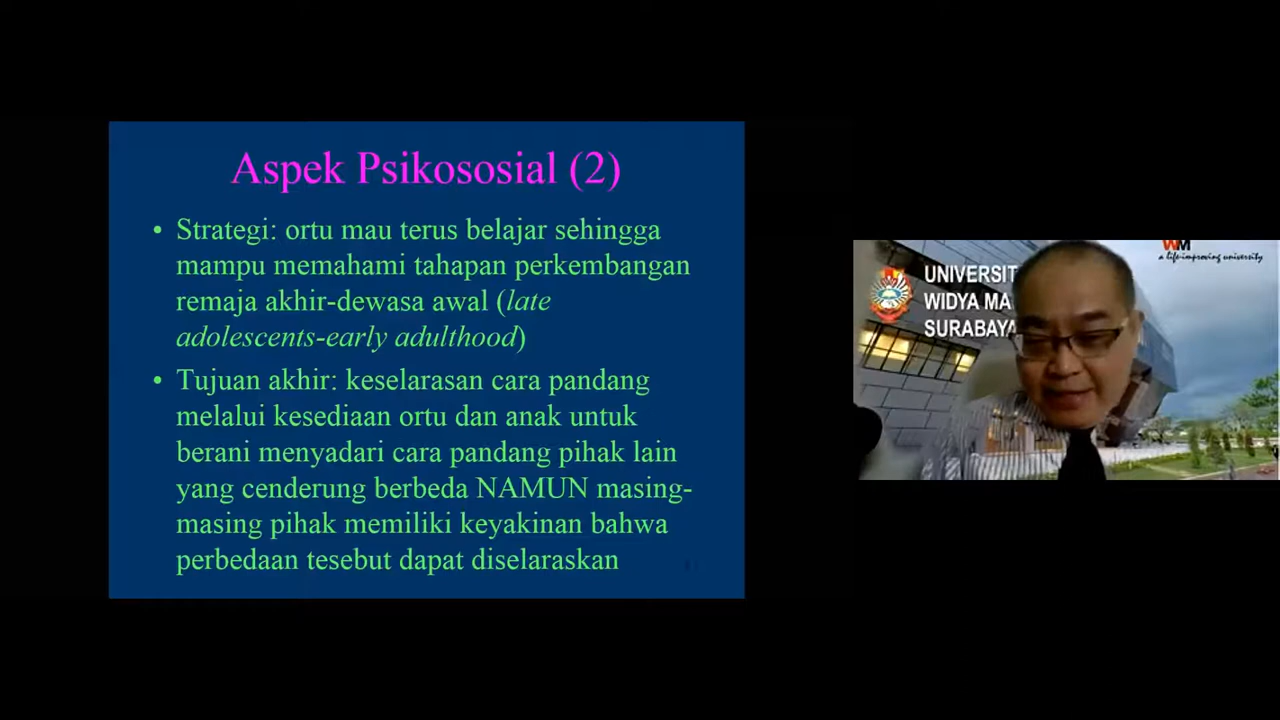 Aspek Psikososial (2)
• Strategi: ortu mau terus belajar sehingga
mampu memahami tahapan perkembangan
remaja akhir-dewasa awal (late
adolescents-early adulthood)
• Tujuan akhir: keselarasan cara pandang
melalui kesediaan ortu dan anak untuk
berani menyadari cara pandang pihak lain
yang cenderung berbeda NAMUN masing-
masing pihak memiliki keyakinan bahwa
perbedaan tesebut dapat diselaraskan
WM
a life-improving university
UNIVERSIT
WIDYA MA
SURABAYA